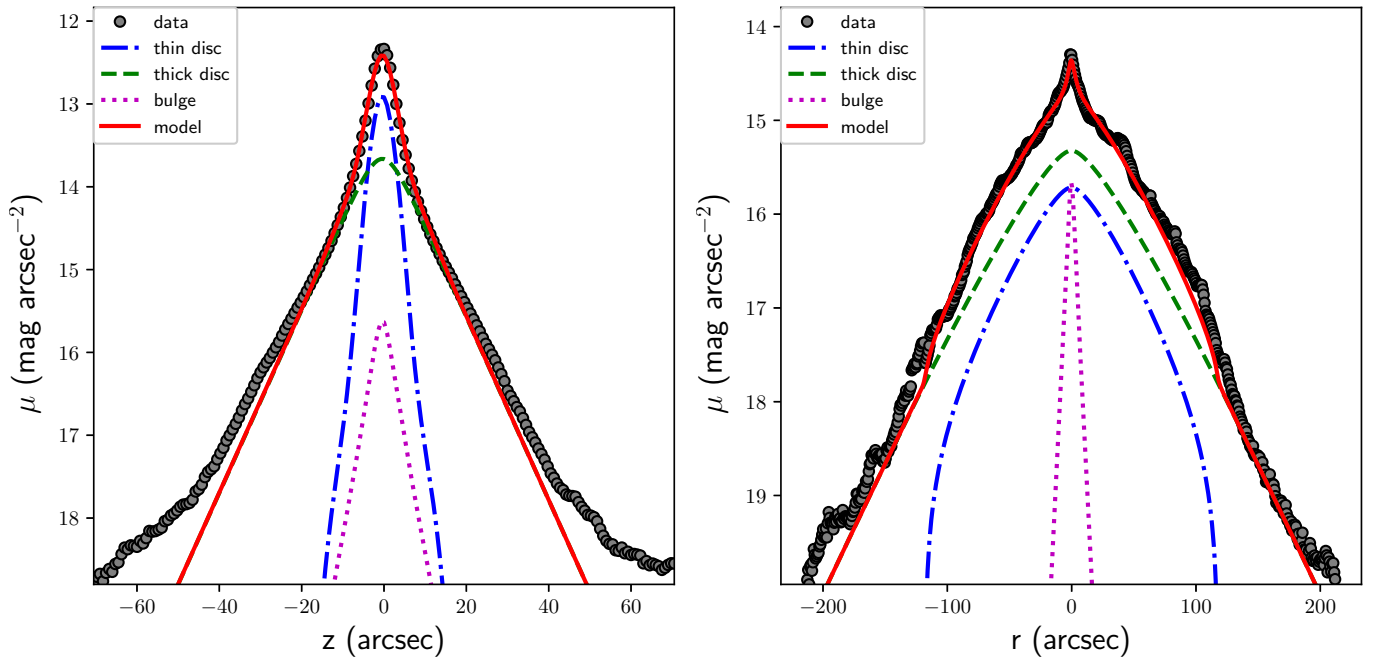 data
thin disc
thick disc
bulge
model
12
13
14
15
16
17
18
μ (mag arcsec⁻²)
−60
−40
−20
0
20
40
60
z (arcsec)
data
thin disc
thick disc
bulge
model
14
15
16
17
18
19
μ (mag arcsec⁻²)
−200
−100
0
100
200
r (arcsec)